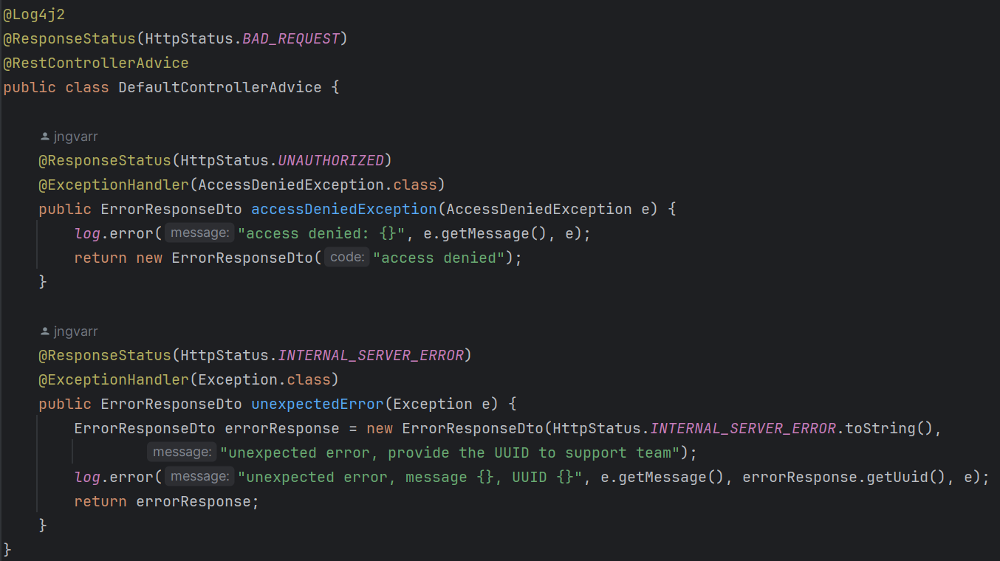 @Log4j2
@ResponseStatus(HttpStatus.BAD_REQUEST)
@RestControllerAdvice
public class DefaultControllerAdvice {
jngvarr
@ResponseStatus(HttpStatus.UNAUTHORIZED)
@ExceptionHandler(AccessDeniedException.class)
public ErrorResponseDto accessDeniedException(AccessDeniedException e) {
log.error( message: "access denied: {}", e.getMessage(), e);
return new ErrorResponseDto( code: "access denied");
}
jngvarr
@ResponseStatus(HttpStatus.INTERNAL_SERVER_ERROR)
@ExceptionHandler(Exception.class)
public ErrorResponseDto unexpectedError(Exception e) {
ErrorResponseDto errorResponse = new ErrorResponseDto(HttpStatus.INTERNAL_SERVER_ERROR.toString(),
message: "unexpected error, provide the UUID to support team");
log.error( message: "unexpected error, message {}, UUID {}", e.getMessage(), errorResponse.getUuid(), e);
return errorResponse;
}
}